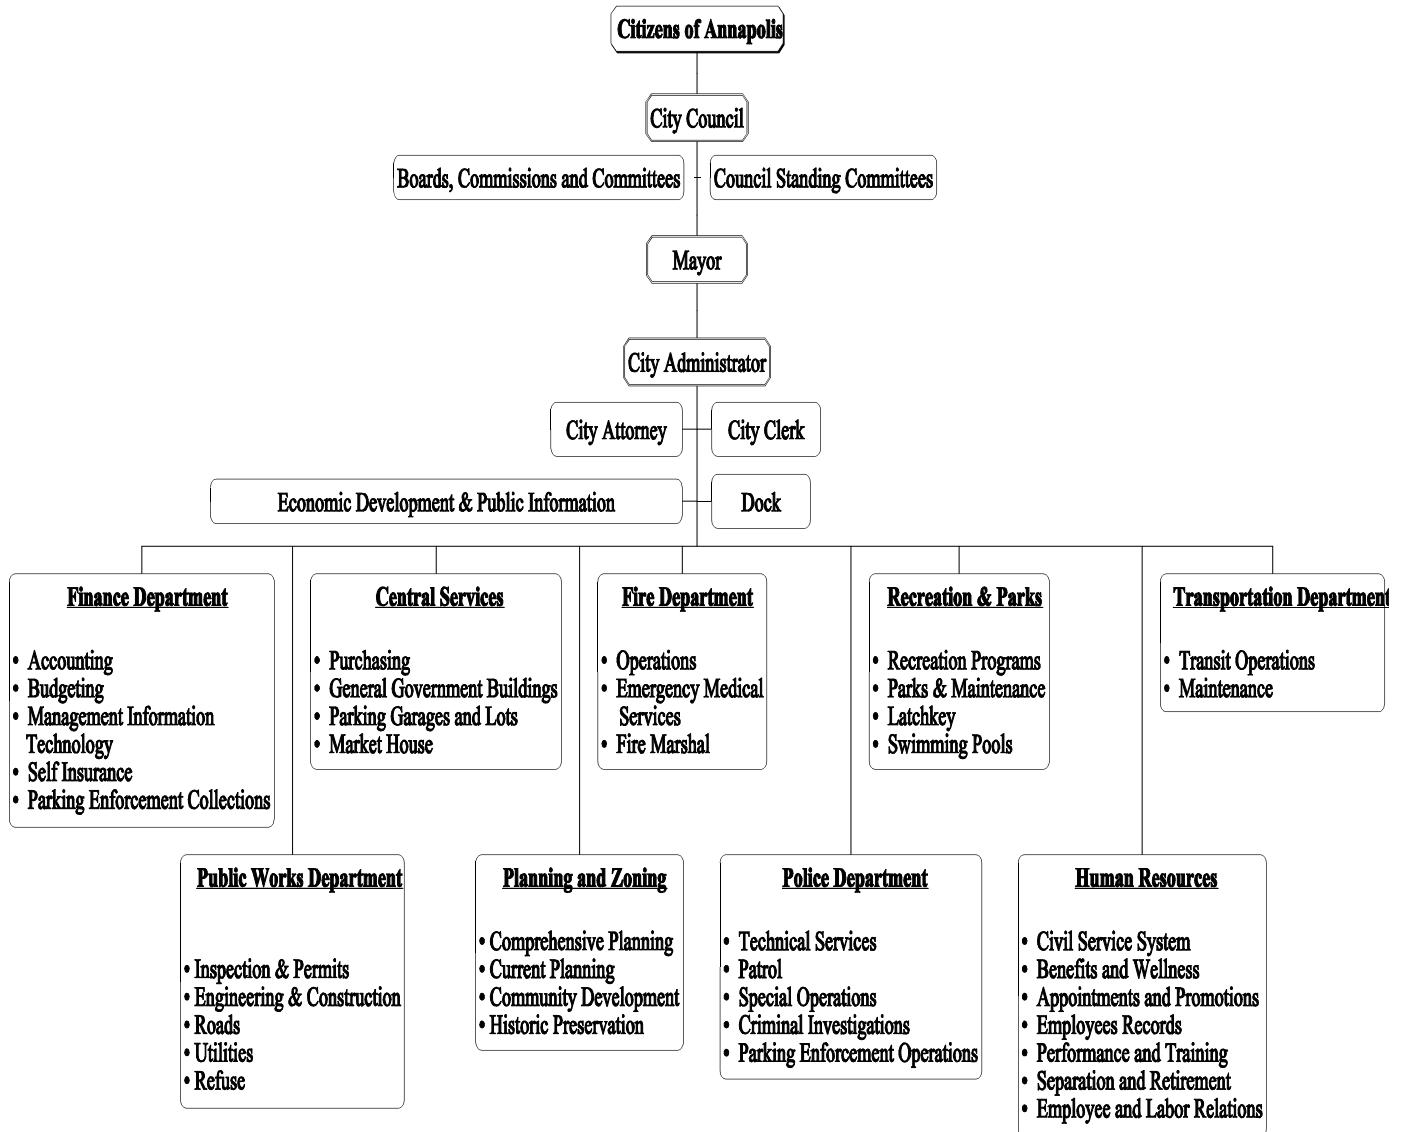 Citizens of Annapolis
City Council
Boards, Commissions and Committees
Council Standing Committees
Mayor
City Administrator
City Attorney
City Clerk
Economic Development & Public Information
Dock
Finance Department
• Accounting
• Budgeting
• Management Information
Technology
• Self Insurance
• Parking Enforcement Collections
Central Services
• Purchasing
• General Government Buildings
• Parking Garages and Lots
• Market House
Fire Department
• Operations
• Emergency Medical
Services
• Fire Marshal
Recreation & Parks
• Recreation Programs
• Parks & Maintenance
• Latchkey
• Swimming Pools
Transportation Department
• Transit Operations
• Maintenance
Public Works Department
• Inspection & Permits
• Engineering & Construction
• Roads
• Utilities
• Refuse
Planning and Zoning
• Comprehensive Planning
• Current Planning
• Community Development
• Historic Preservation
Police Department
• Technical Services
• Patrol
• Special Operations
• Criminal Investigations
• Parking Enforcement Operations
Human Resources
• Civil Service System
• Benefits and Wellness
• Appointments and Promotions
• Employees Records
• Performance and Training
• Separation and Retirement
• Employee and Labor Relations